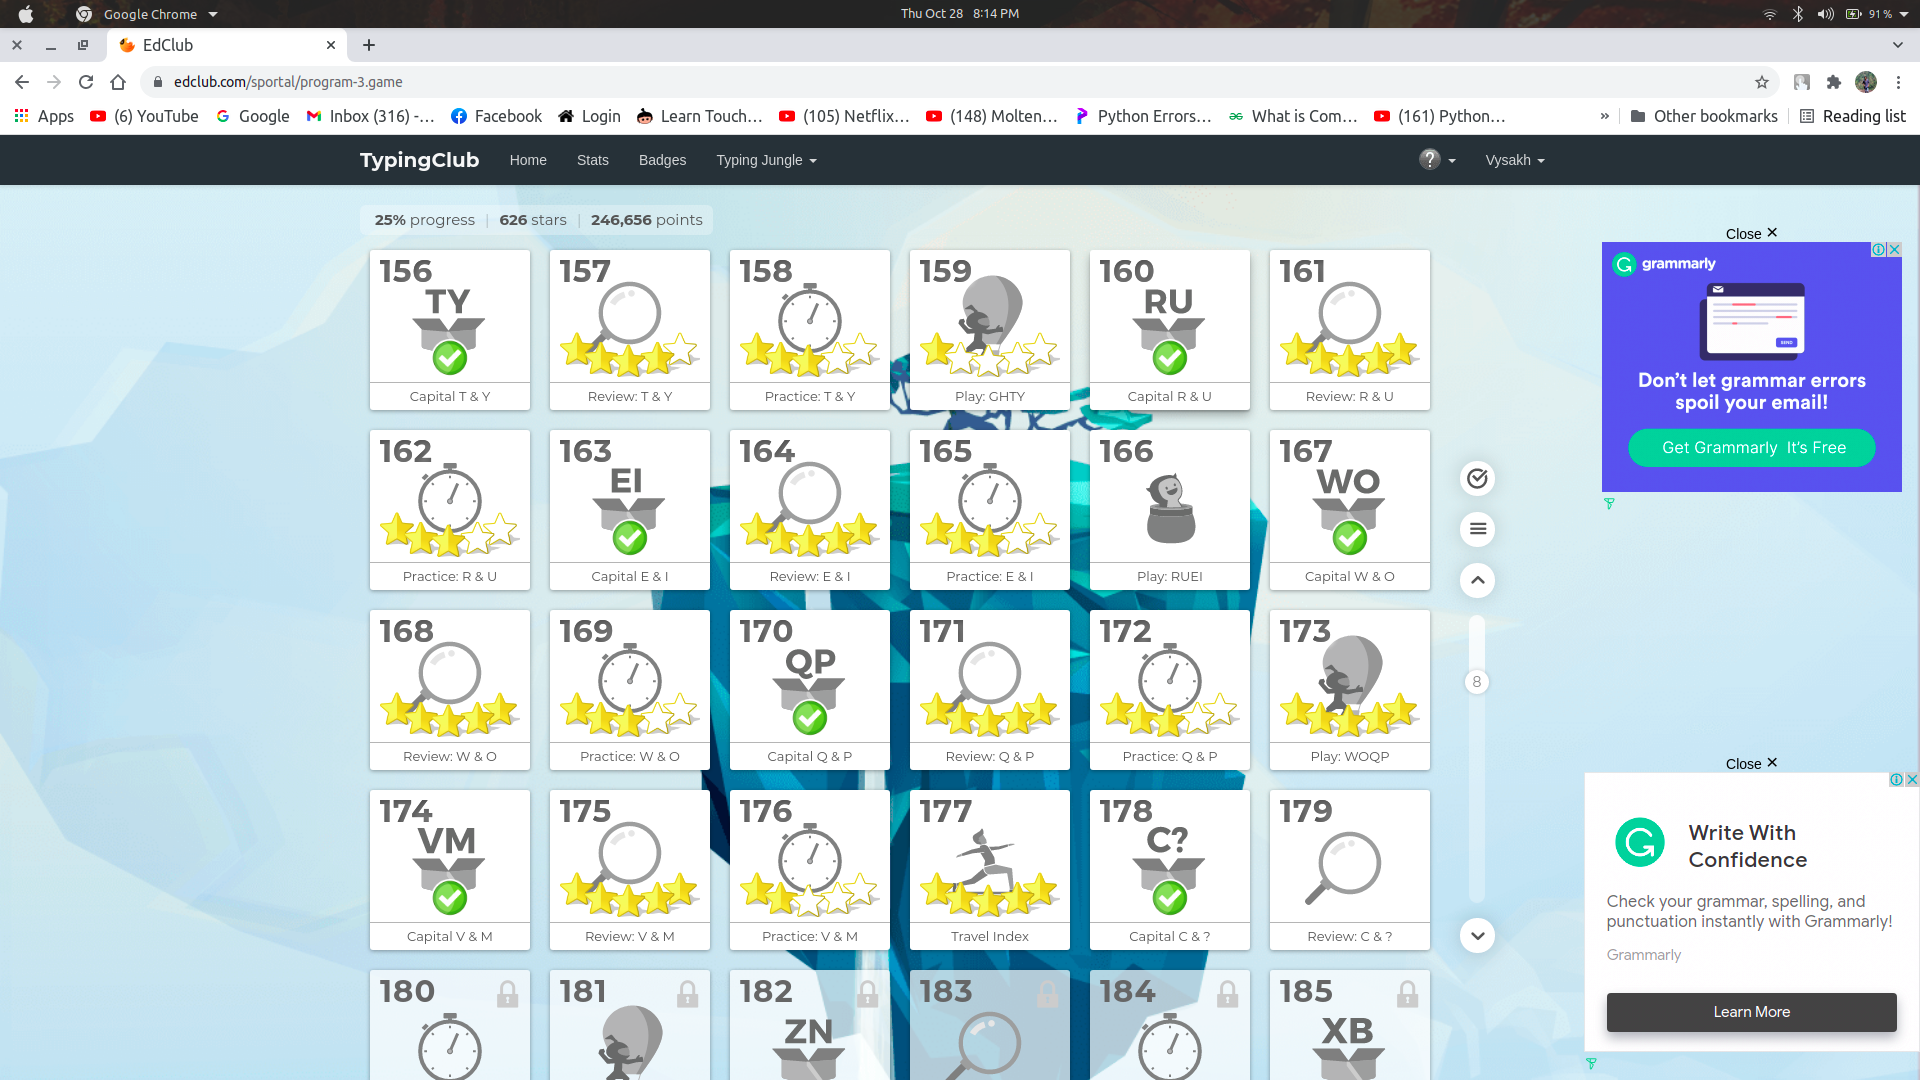 Google Chrome
Thu Oct 28 8:14 PM
91 %
EdClub
edclub.com/sportal/program-3.game
Apps
(6) YouTube
Google
Inbox (316) -...
Facebook
Login
Learn Touch...
(105) Netflix...
(148) Molten...
Python Errors...
What is Com...
(161) Python...
»
Other bookmarks
Reading list
TypingClub
Home
Stats
Badges
Typing Jungle
?
Vysakh
25% progress | 626 stars | 246,656 points
156
TY
Capital T & Y
157
Review: T & Y
158
Practice: T & Y
159
Play: GHTY
160
RU
Capital R & U
161
Review: R & U
162
Practice: R & U
163
EI
Capital E & I
164
Review: E & I
165
Practice: E & I
166
Play: RUEI
167
WO
Capital W & O
168
Review: W & O
169
Practice: W & O
170
QP
Capital Q & P
171
Review: Q & P
172
Practice: Q & P
173
Play: WOQP
174
VM
Capital V & M
175
Review: V & M
176
Practice: V & M
177
Travel Index
178
C?
Capital C & ?
179
Review: C & ?
180
181
182
ZN
183
184
185
XB
8
Close ✕
grammarly
SEND
Don't let grammar errors
spoil your email!
Get Grammarly It's Free
Close ✕
Write With
Confidence
Check your grammar, spelling, and
punctuation instantly with Grammarly!
Grammarly
Learn More